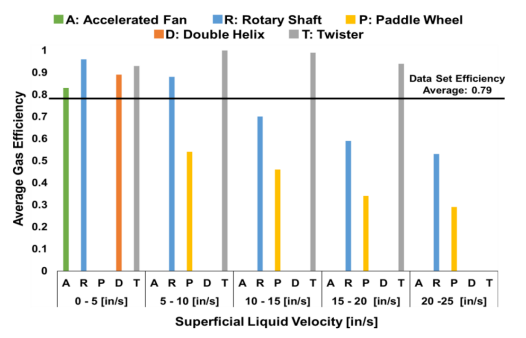 A: Accelerated Fan R: Rotary Shaft P: Paddle Wheel
D: Double Helix T: Twister
Data Set Efficiency
Average: 0.79
Average Gas Efficiency
1
0.9
0.8
0.7
0.6
0.5
0.4
0.3
0.2
0.1
0
A R P D T A R P D T A R P D T A R P D T A R P D T
0 - 5 [in/s] 5 - 10 [in/s] 10 - 15 [in/s] 15 - 20 [in/s] 20 -25 [in/s]
Superficial Liquid Velocity [in/s]